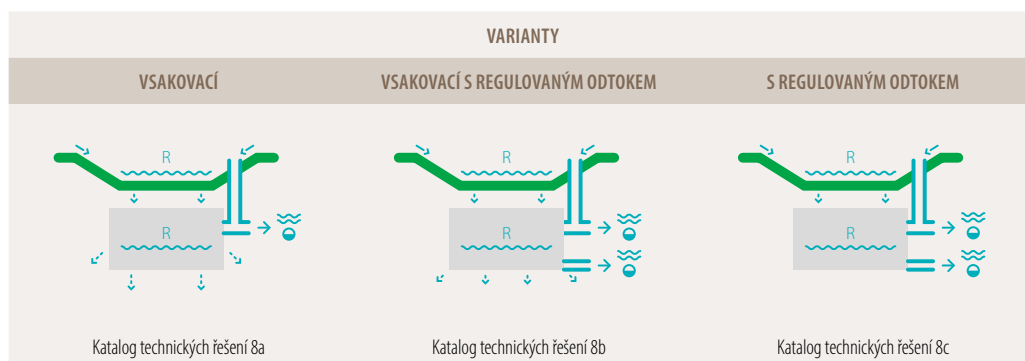 VARIANTY
VSAKOVACÍ
VSAKOVACÍ S REGULOVANÝM ODTOKEM
S REGULOVANÝM ODTOKEM
R
R
R
R
R
R
Katalog technických řešení 8a
Katalog technických řešení 8b
Katalog technických řešení 8c